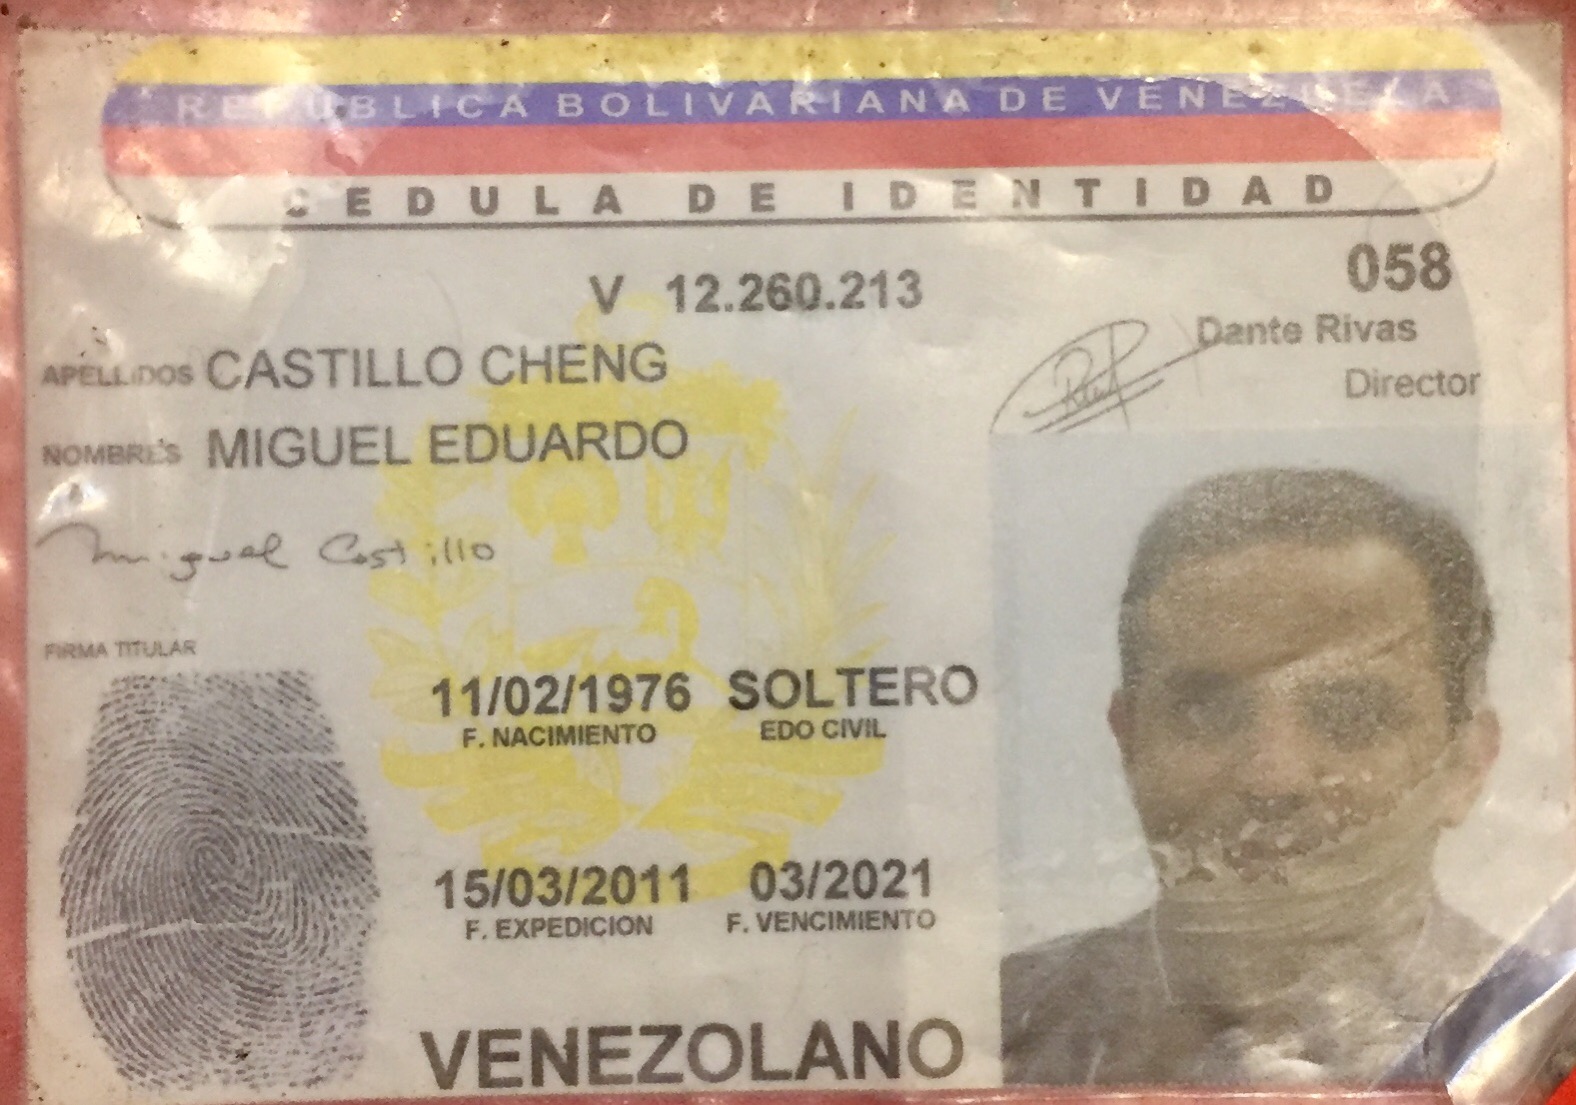 REPUBLICA BOLIVARIANA DE VENEZUELA
CEDULA DE IDENTIDAD
V 12.260.213
058
Dante Rivas
Director
APELLIDOS CASTILLO CHENG
NOMBRES MIGUEL EDUARDO
Miguel Castillo
FIRMA TITULAR
11/02/1976 SOLTERO
F. NACIMIENTO EDO CIVIL
15/03/2011 03/2021
F. EXPEDICION F. VENCIMIENTO
VENEZOLANO